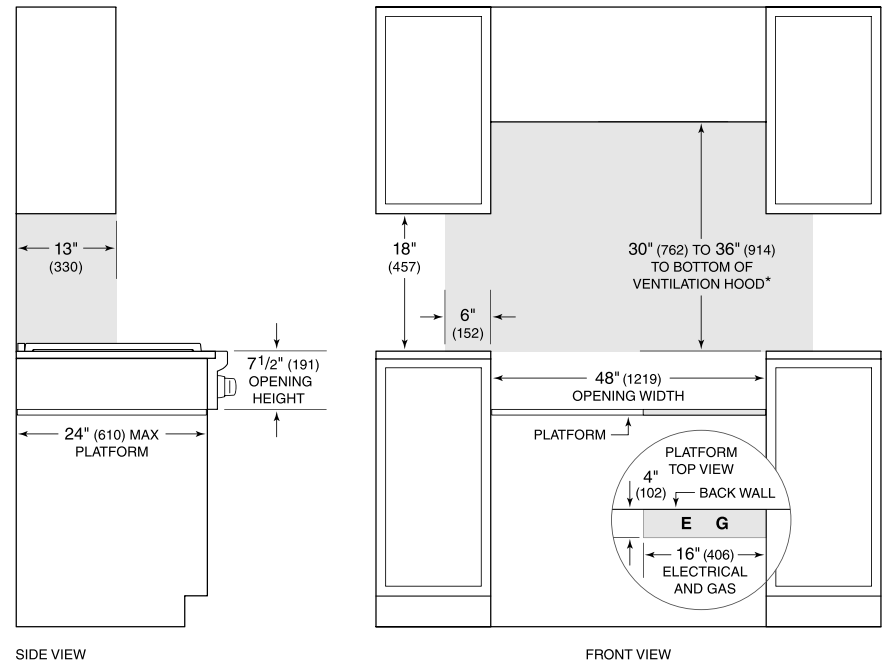 13"
(330)
7 1/2" (191)
OPENING
HEIGHT
24" (610) MAX
PLATFORM
SIDE VIEW
18"
(457)
30" (762) TO 36" (914)
TO BOTTOM OF
VENTILATION HOOD*
6"
(152)
48" (1219)
OPENING WIDTH
PLATFORM
PLATFORM
TOP VIEW
4"
(102)
BACK WALL
E G
16" (406)
ELECTRICAL
AND GAS
FRONT VIEW